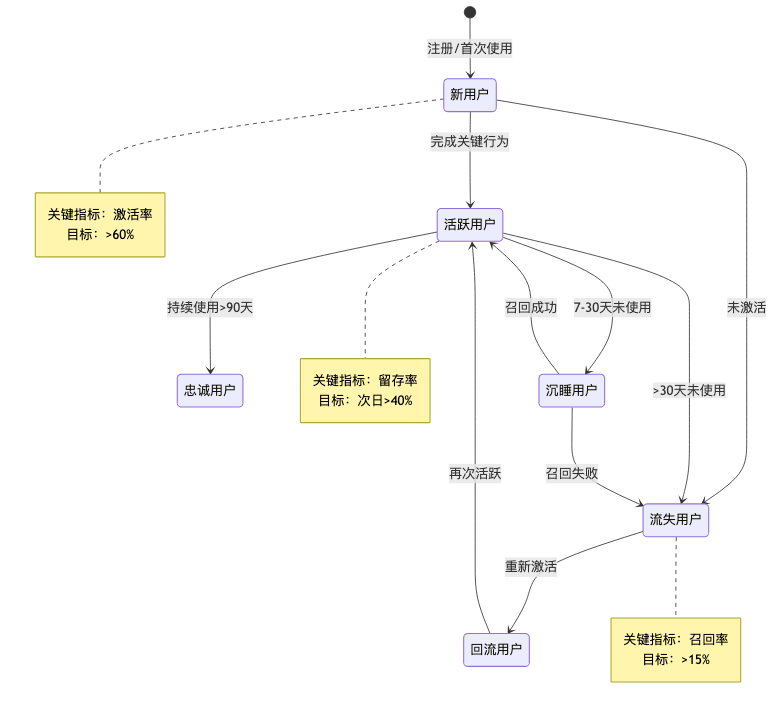 注册/首次使用
新用户
完成关键行为
关键指标：激活率
目标：>60%
活跃用户
持续使用>90天
召回成功
7-30天未使用
未激活
关键指标：留存率
目标：次日>40%
忠诚用户
沉睡用户
>30天未使用
再次活跃
召回失败
流失用户
重新激活
关键指标：召回率
目标：>15%
回流用户